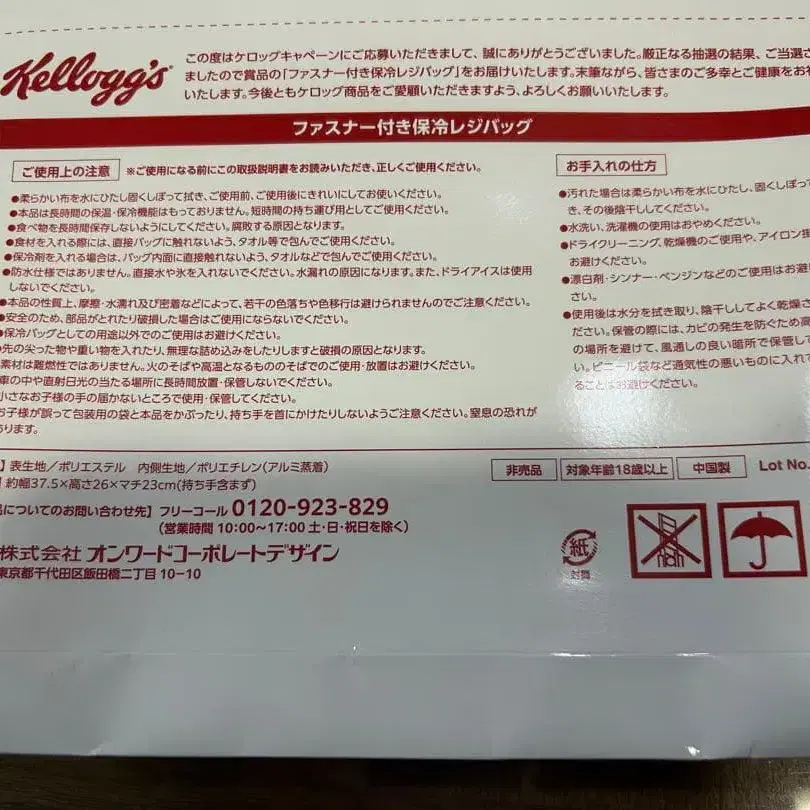 Kellogg's
この度はケロッグキャンペーンにご応募いただきまして、誠にありがとうございました。厳正なる抽選の結果、ご当選さ
ましたので賞品の「ファスナー付き保冷レジバッグ」をお届けいたします。末筆ながら、皆さまのご多幸とご健康をお祈
いたします。今後ともケロッグ商品をご愛顧いただきますよう、よろしくお願いいたします。
ファスナー付き保冷レジバッグ
ご使用上の注意 ※ご使用になる前にこの取扱説明書をお読みいただき、正しくご使用ください。
●柔らかい布を水にひたし固くしぼって拭き、ご使用前、ご使用後にきれいにしてお使いください。
●本品は長時間の保温・保冷機能はもっておりません。短時間の持ち運び用としてご使用ください。
●食べ物を長時間保存しないようにしてください。腐敗する原因となります。
●食材を入れる際には、直接バッグに触れないよう、タオル等で包んでご使用ください。
●保冷剤を入れる場合は、バッグ内面に直接触れないよう、タオルなどで包んでご使用ください。
●防水仕様ではありません。直接水や氷を入れないでください。水漏れの原因になります。また、ドライアイスは使用
しないでください。
●本品の性質上、摩擦・水濡れ及び密着などによって、若干の色落ちや色移行は避けられませんのでご注意ください。
●安全のため、部品がとれたり破損した場合はご使用にならないでください。
●保冷バッグとしての用途以外でのご使用はお避けください。
先の尖った物や重い物を入れたり、無理な詰め込みをしたりしますと破損の原因となります。
素材は難燃性ではありません。火のそばや高温となるもののそばでのご使用・放置はお避けください。
車の中や直射日光の当たる場所に長時間放置・保管しないでください。
小さなお子様の手の届かないところで使用・保管してください。
お子様が誤って包装用の袋と本品をかぶったり、持ち手を首にかけたりしないようご注意ください。窒息の恐れが
あります。
お手入れの仕方
●汚れた場合は柔らかい布を水にひたし、固くしぼって
き、その後陰干ししてください。
●水洗い、洗濯機の使用はおやめください。
●ドライクリーニング、乾燥機のご使用や、アイロン掛
お避けください。
●漂白剤・シンナー・ベンジンなどのご使用はお避け
さい。
●使用後は水分を拭き取り、陰干ししてよく乾燥さ
ださい。保管の際には、カビの発生を防ぐため高
の場所を避けて、風通しの良い暗所で保管して
い。ビニール袋など通気性の悪いものに入れて
ることはお避けください。
】表生地／ポリエステル 内側生地／ポリエチレン(アルミ蒸着)
】約幅37.5×高さ26×マチ23cm(持ち手含まず)
品についてのお問い合わせ先】フリーコール 0120-923-829
(営業時間 10:00～17:00 土・日・祝日を除く)
株式会社 オンワードコーポレートデザイン
東京都千代田区飯田橋二丁目10-10
非売品 対象年齢18歳以上 中国製 Lot No.
紙